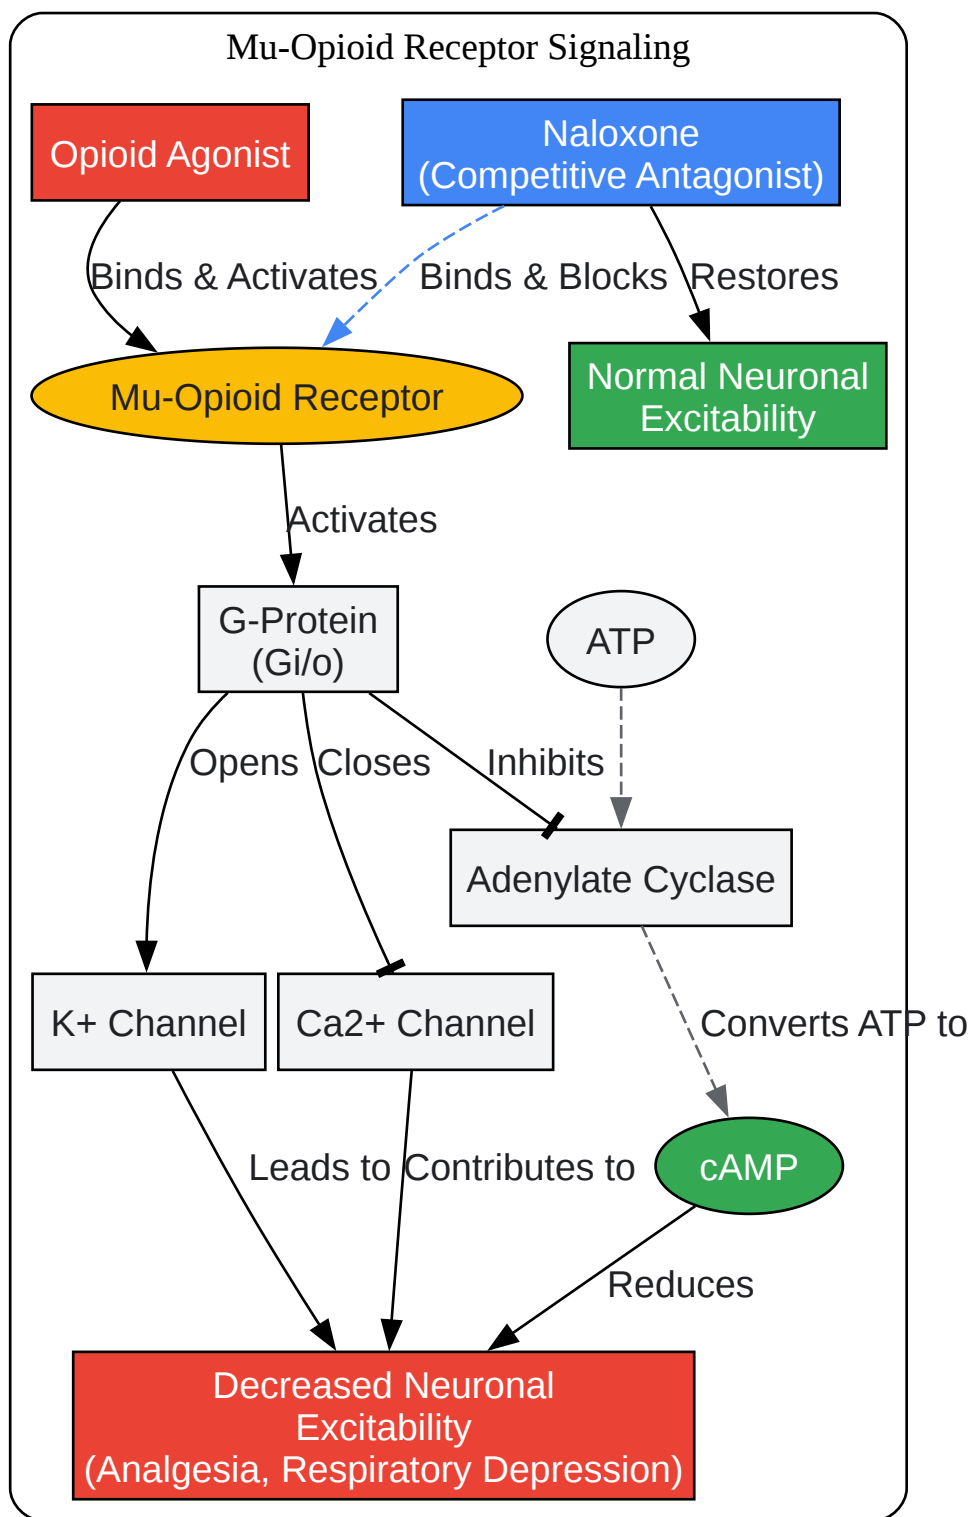 Mu-Opioid Receptor Signaling
Opioid Agonist
Naloxone
(Competitive Antagonist)
Binds & Activates
Binds & Blocks
Restores
Mu-Opioid Receptor
Normal Neuronal
Excitability
Activates
G-Protein
(Gi/o)
ATP
Opens
Closes
Inhibits
Adenylate Cyclase
K+ Channel
Ca2+ Channel
Converts ATP to
Leads to
Contributes to
cAMP
Reduces
Decreased Neuronal
Excitability
(Analgesia, Respiratory Depression)